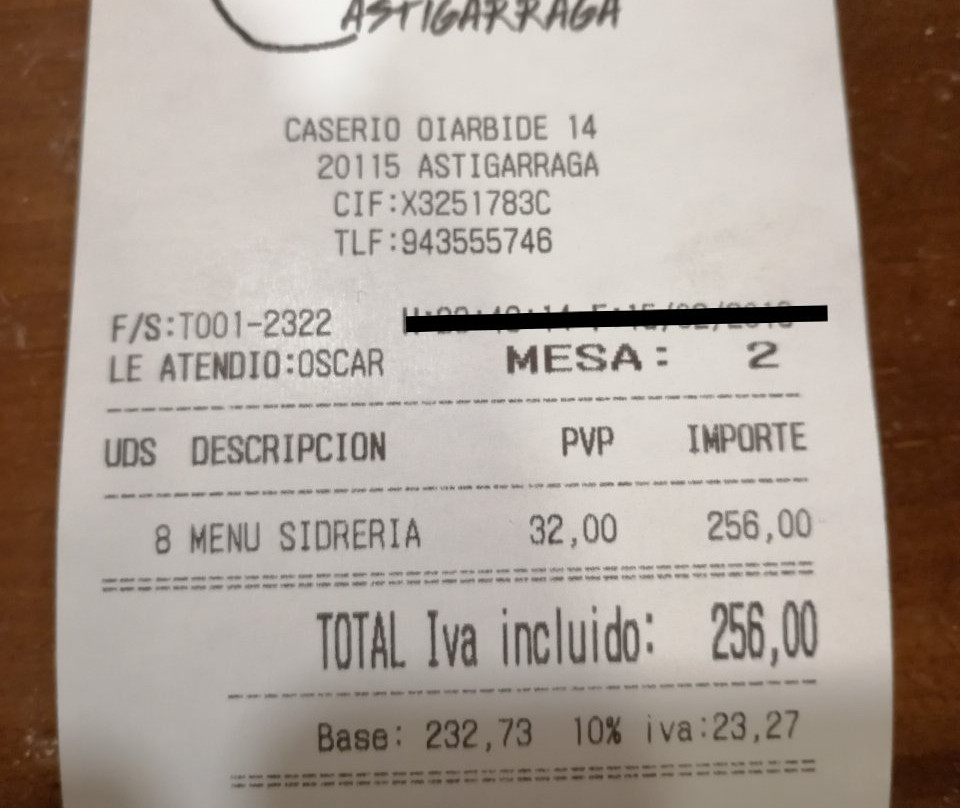 ASTIGARRAGA
CASERIO OIARBIDE 14
20115 ASTIGARRAGA
CIF:X3251783C
TLF:943555746
F/S:T001-2322
LE ATENDIO:OSCAR MESA: 2
UDS DESCRIPCION PVP IMPORTE
8 MENU SIDRERIA 32,00 256,00
TOTAL Iva incluido: 256,00
Base: 232,73 10% iva:23,27